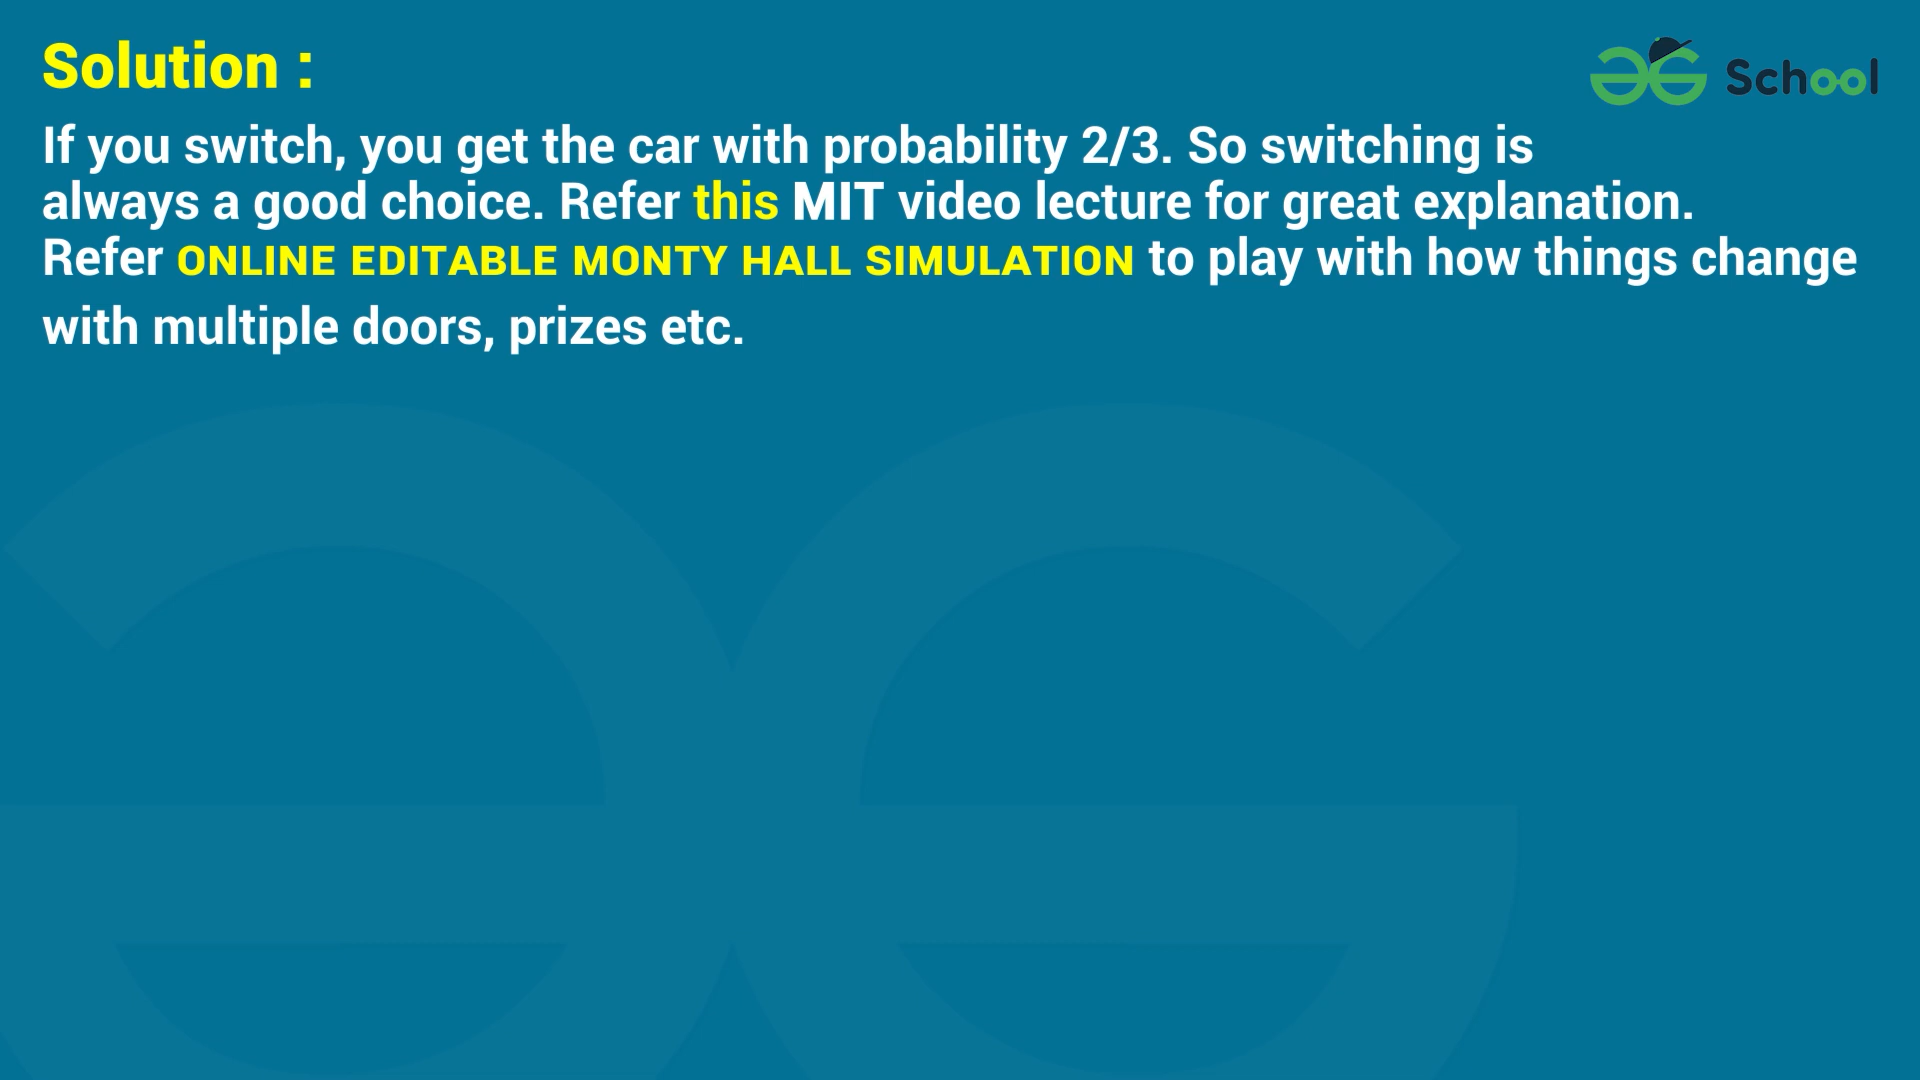 Solution :
School
If you switch, you get the car with probability 2/3. So switching is
always a good choice. Refer this MIT video lecture for great explanation.
Refer ONLINE EDITABLE MONTY HALL SIMULATION to play with how things change
with multiple doors, prizes etc.